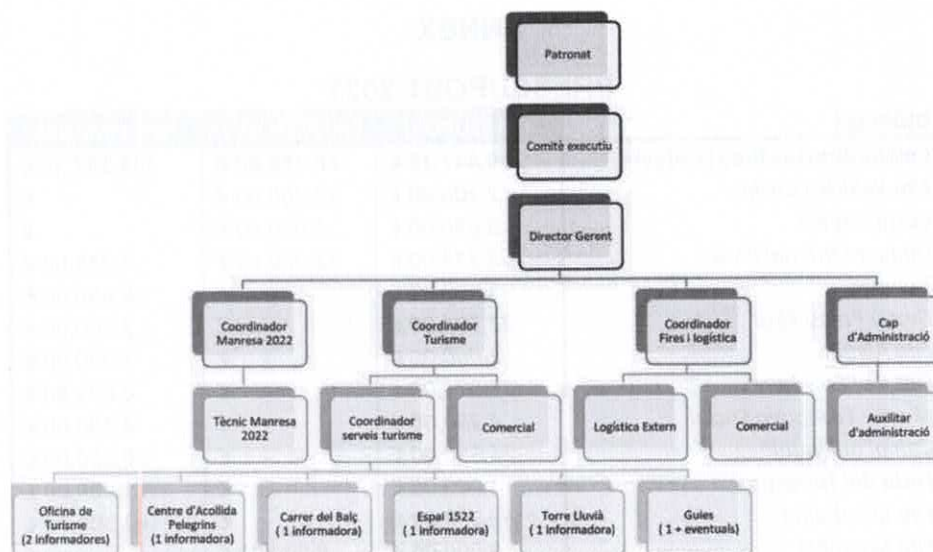 Patronat
Comitè executiu
Director Gerent
Coordinador
Manresa 2022
Coordinador
Turisme
Coordinador
Fires i logística
Cap
d'Administració
Tècnic Manresa
2022
Coordinador
serveis turisme
Comercial
Logística Extern
Comercial
Auxilitar
d'administració
Oficina de
Turisme
(2 informadores)
Centre d'Acollida
Pelegrins
(1 informadora)
Carrer del Balç
( 1 informadora)
Espai 1522
( 1 informadora)
Torre Lluvià
( 1 informadora)
Guies
( 1 + eventuals)